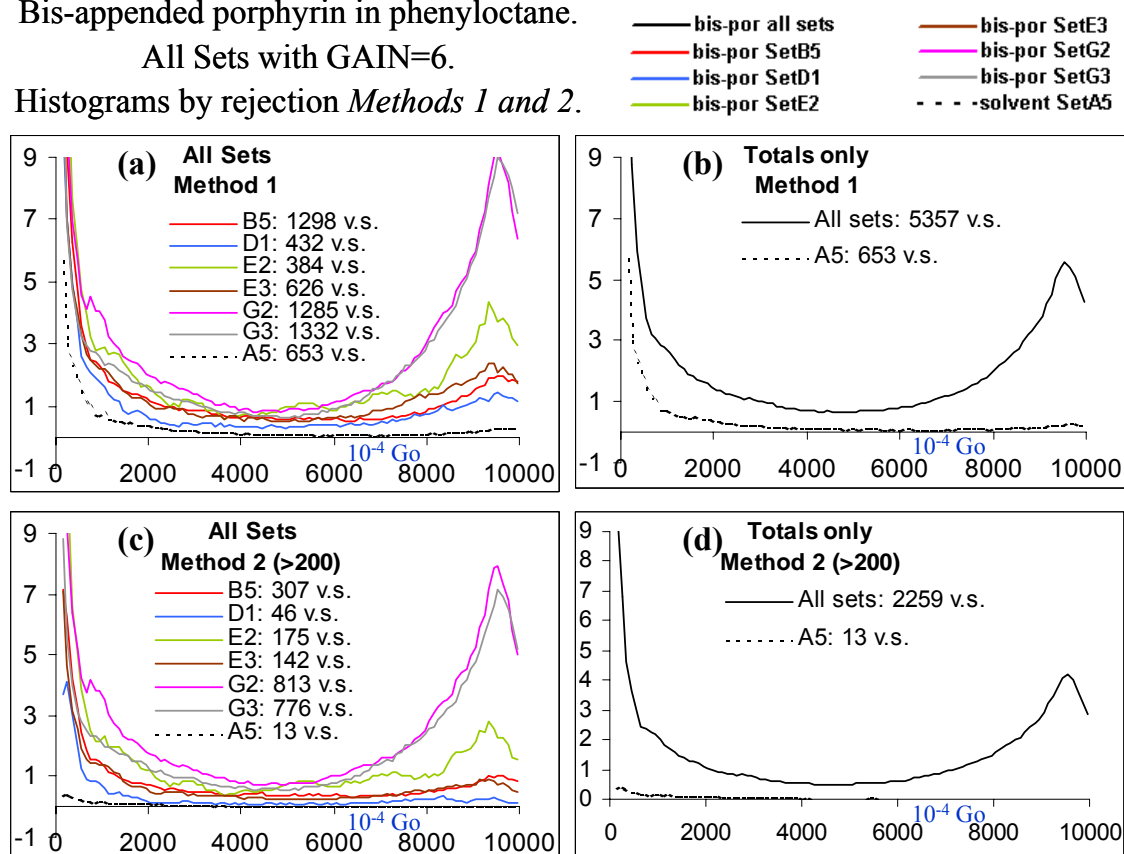 Bis-appended porphyrin in phenyloctane.
All Sets with GAIN=6.
Histograms by rejection Methods 1 and 2.
bis-por all sets
bis-por SetB5
bis-por SetD1
bis-por SetE2
bis-por SetE3
bis-por SetG2
bis-por SetG3
solvent SetA5
(a)
All Sets
Method 1
B5: 1298 v.s.
D1: 432 v.s.
E2: 384 v.s.
E3: 626 v.s.
G2: 1285 v.s.
G3: 1332 v.s.
A5: 653 v.s.
9
7
5
3
1
-1
10-4 Go
0 2000 4000 6000 8000 10000
(b)
Totals only
Method 1
All sets: 5357 v.s.
A5: 653 v.s.
9
7
5
3
1
-1
10-4 Go
0 2000 4000 6000 8000 10000
(c)
All Sets
Method 2 (>200)
B5: 307 v.s.
D1: 46 v.s.
E2: 175 v.s.
E3: 142 v.s.
G2: 813 v.s.
G3: 776 v.s.
A5: 13 v.s.
9
7
5
3
1
-1
10-4 Go
0 2000 4000 6000 8000 10000
(d)
Totals only
Method 2 (>200)
All sets: 2259 v.s.
A5: 13 v.s.
9
8
7
6
5
4
3
2
1
0
10-4 Go
0 2000 4000 6000 8000 10000